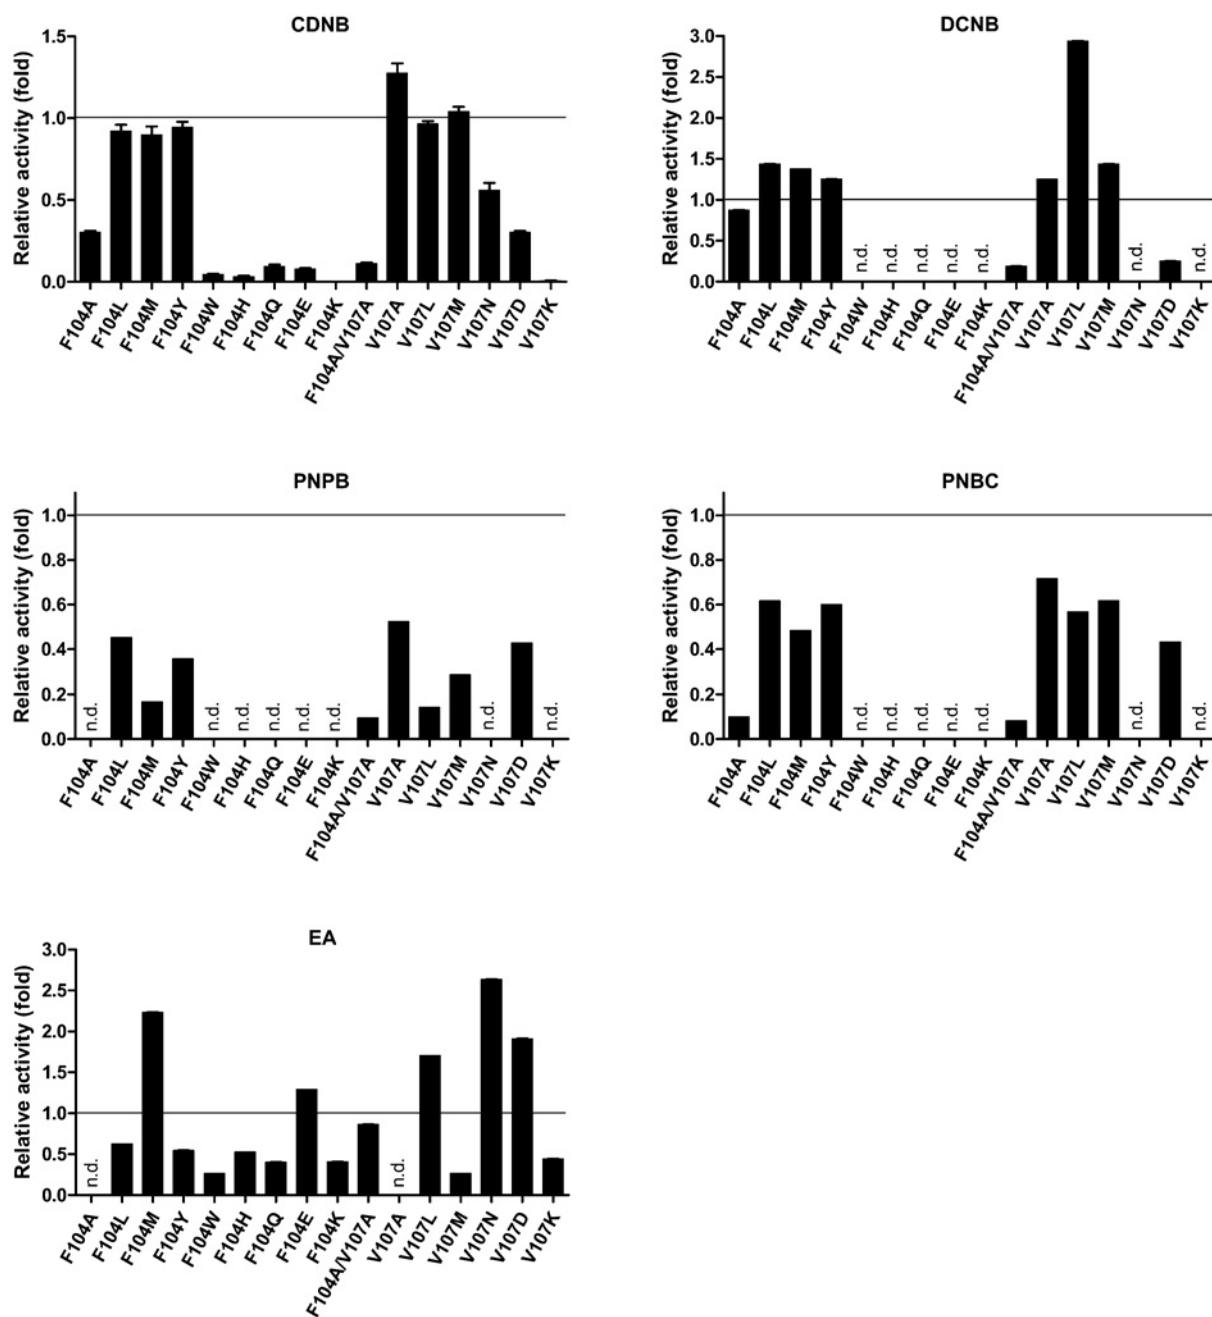 CDNB
Relative activity (fold)
1.5
1.0
0.5
0.0
F104A
F104L
F104M
F104Y
F104W
F104H
F104Q
F104E
F104K
F104A/V107A
V107A
V107L
V107M
V107N
V107D
V107K
DCNB
Relative activity (fold)
3.0
2.5
2.0
1.5
1.0
0.5
0.0
n.d.
n.d.
n.d.
n.d.
n.d.
n.d.
n.d.
F104A
F104L
F104M
F104Y
F104W
F104H
F104Q
F104E
F104K
F104A/V107A
V107A
V107L
V107M
V107N
V107D
V107K
PNPB
Relative activity (fold)
1.0
0.8
0.6
0.4
0.2
0.0
n.d.
n.d.
n.d.
n.d.
n.d.
n.d.
n.d.
n.d.
F104A
F104L
F104M
F104Y
F104W
F104H
F104Q
F104E
F104K
F104A/V107A
V107A
V107L
V107M
V107N
V107D
V107K
PNBC
Relative activity (fold)
1.0
0.8
0.6
0.4
0.2
0.0
n.d.
n.d.
n.d.
n.d.
n.d.
n.d.
n.d.
F104A
F104L
F104M
F104Y
F104W
F104H
F104Q
F104E
F104K
F104A/V107A
V107A
V107L
V107M
V107N
V107D
V107K
EA
Relative activity (fold)
3.0
2.5
2.0
1.5
1.0
0.5
0.0
n.d.
n.d.
F104A
F104L
F104M
F104Y
F104W
F104H
F104Q
F104E
F104K
F104A/V107A
V107A
V107L
V107M
V107N
V107D
V107K